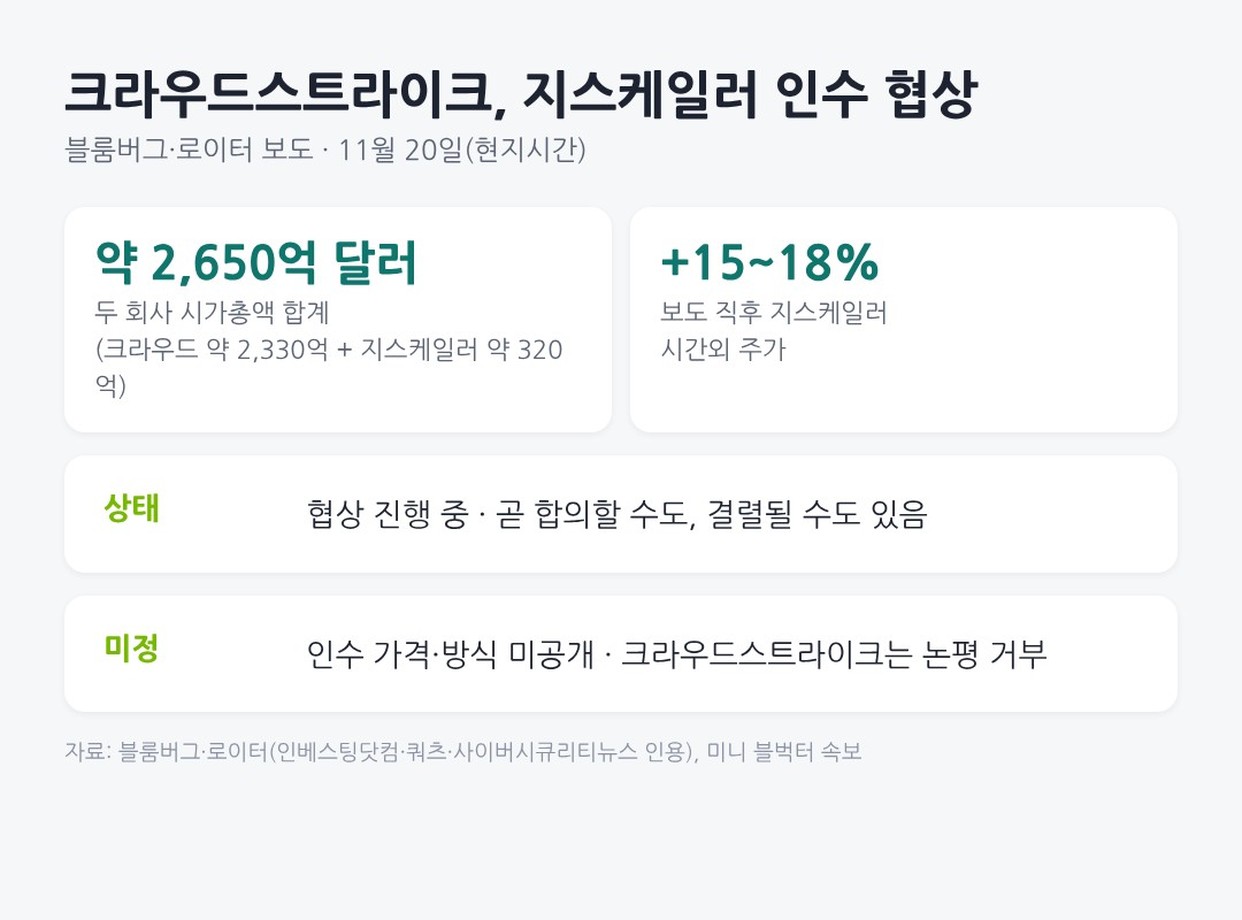 크라우드스트라이크, 지스케일러 인수 협상
블룸버그·로이터 보도 · 11월 20일(현지시간)
약 2,650억 달러
두 회사 시가총액 합계
(크라우드 약 2,330억 + 지스케일러 약 320
억)
+15~18%
보도 직후 지스케일러
시간외 주가
상태
협상 진행 중 · 곧 합의할 수도, 결렬될 수도 있음
미정
인수 가격·방식 미공개 · 크라우드스트라이크는 논평 거부
자료: 블룸버그·로이터(인베스팅닷컴·쿼츠·사이버시큐리티뉴스 인용), 미니 블벅터 속보